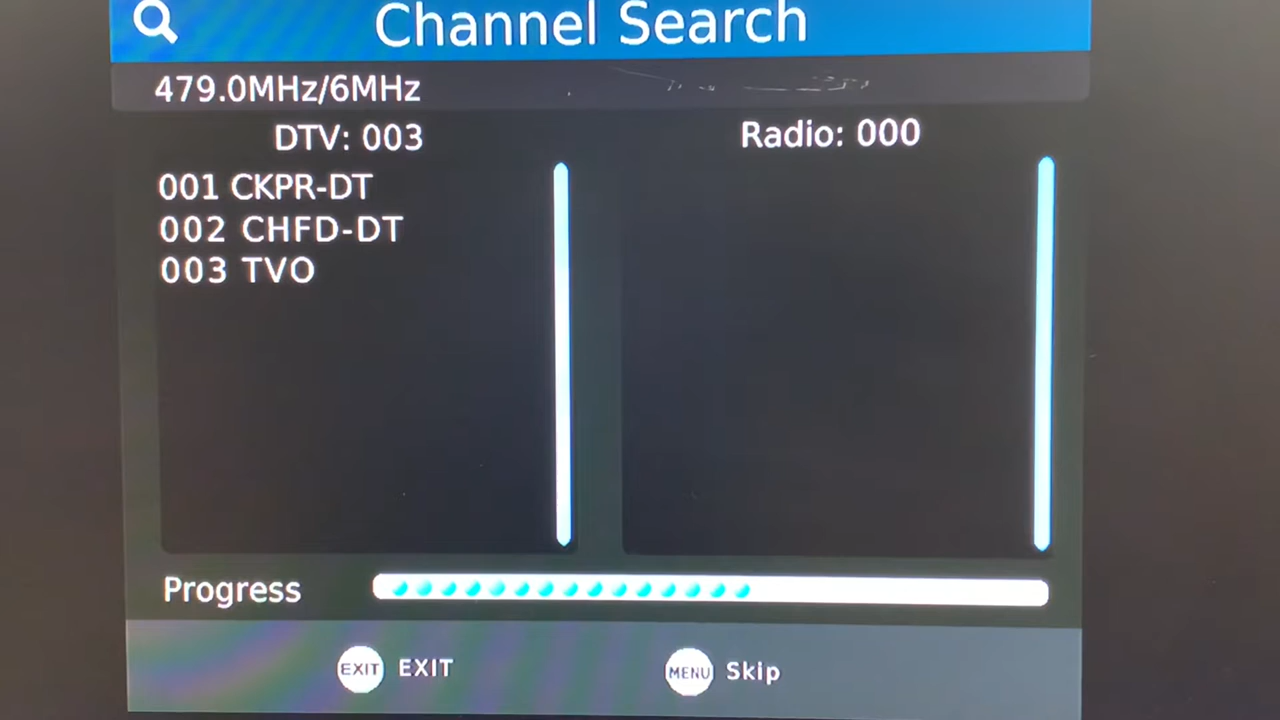 Channel Search
479.0MHz/6MHz
DTV: 003
Radio: 000
001 CKPR-DT
002 CHFD-DT
003 TVO
Progress
EXIT EXIT
MENU Skip